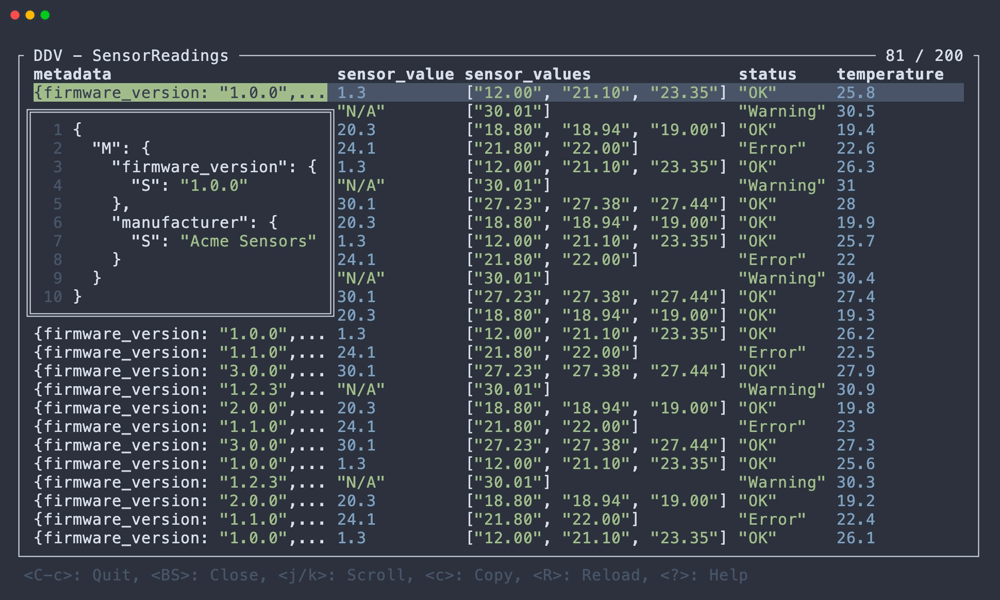 DDV – SensorReadings 81 / 200
metadata sensor_value sensor_values status temperature
{firmware_version: "1.0.0",... 1.3 ["12.00", "21.10", "23.35"] "OK" 25.8
"N/A" ["30.01"] "Warning" 30.5
1 { 20.3 ["18.80", "18.94", "19.00"] "OK" 19.4
2 "M": { 24.1 ["21.80", "22.00"] "Error" 22.6
3 "firmware_version": { 1.3 ["12.00", "21.10", "23.35"] "OK" 26.3
4 "S": "1.0.0" "N/A" ["30.01"] "Warning" 31
5 }, 30.1 ["27.23", "27.38", "27.44"] "OK" 28
6 "manufacturer": { 20.3 ["18.80", "18.94", "19.00"] "OK" 19.9
7 "S": "Acme Sensors" 1.3 ["12.00", "21.10", "23.35"] "OK" 25.7
8 } 24.1 ["21.80", "22.00"] "Error" 22
9 } "N/A" ["30.01"] "Warning" 30.4
10 } 30.1 ["27.23", "27.38", "27.44"] "OK" 27.4
20.3 ["18.80", "18.94", "19.00"] "OK" 19.3
{firmware_version: "1.0.0",... 1.3 ["12.00", "21.10", "23.35"] "OK" 26.2
{firmware_version: "1.1.0",... 24.1 ["21.80", "22.00"] "Error" 22.5
{firmware_version: "3.0.0",... 30.1 ["27.23", "27.38", "27.44"] "OK" 27.9
{firmware_version: "1.2.3",... "N/A" ["30.01"] "Warning" 30.9
{firmware_version: "2.0.0",... 20.3 ["18.80", "18.94", "19.00"] "OK" 19.8
{firmware_version: "1.1.0",... 24.1 ["21.80", "22.00"] "Error" 23
{firmware_version: "3.0.0",... 30.1 ["27.23", "27.38", "27.44"] "OK" 27.3
{firmware_version: "1.0.0",... 1.3 ["12.00", "21.10", "23.35"] "OK" 25.6
{firmware_version: "1.2.3",... "N/A" ["30.01"] "Warning" 30.3
{firmware_version: "2.0.0",... 20.3 ["18.80", "18.94", "19.00"] "OK" 19.2
{firmware_version: "1.1.0",... 24.1 ["21.80", "22.00"] "Error" 22.4
{firmware_version: "1.0.0",... 1.3 ["12.00", "21.10", "23.35"] "OK" 26.1
<C-c>: Quit, <BS>: Close, <j/k>: Scroll, <c>: Copy, <R>: Reload, <?>: Help